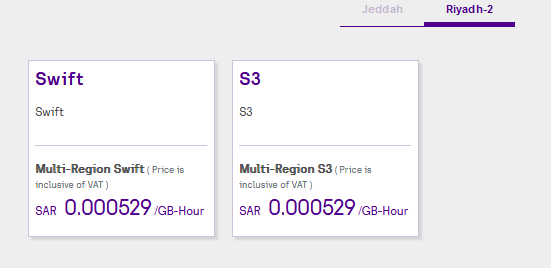 Jeddah Riyadh-2
Swift
Swift
Multi-Region Swift ( Price is
inclusive of VAT )
SAR 0.000529 /GB-Hour
S3
S3
Multi-Region S3 ( Price is
inclusive of VAT )
SAR 0.000529 /GB-Hour